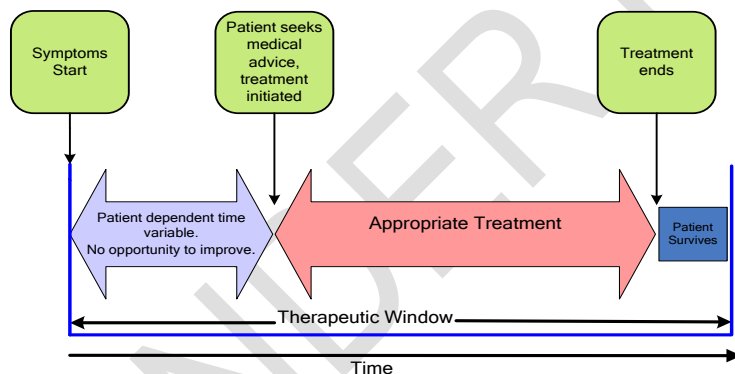 Symptoms
Start
Patient seeks
medical
advice,
treatment
initiated
Treatment
ends
Patient dependent time
variable.
No opportunity to improve.
Appropriate Treatment
Patient
Survives
Therapeutic Window
Time